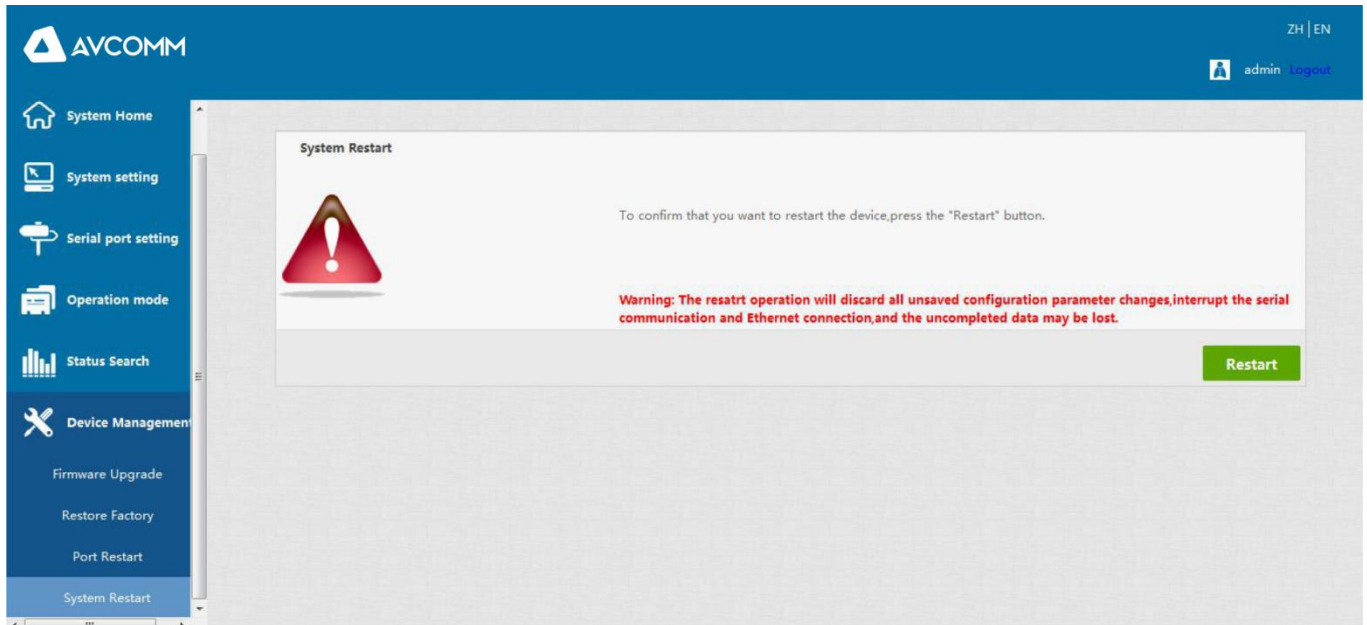 AVCOMM
ZH | EN
admin Logout
System Home
System setting
Serial port setting
Operation mode
Status Search
Device Managemen
Firmware Upgrade
Restore Factory
Port Restart
System Restart
System Restart
To confirm that you want to restart the device,press the "Restart" button.
Warning: The resatrt operation will discard all unsaved configuration parameter changes,interrupt the serial
communication and Ethernet connection,and the uncompleted data may be lost.
Restart